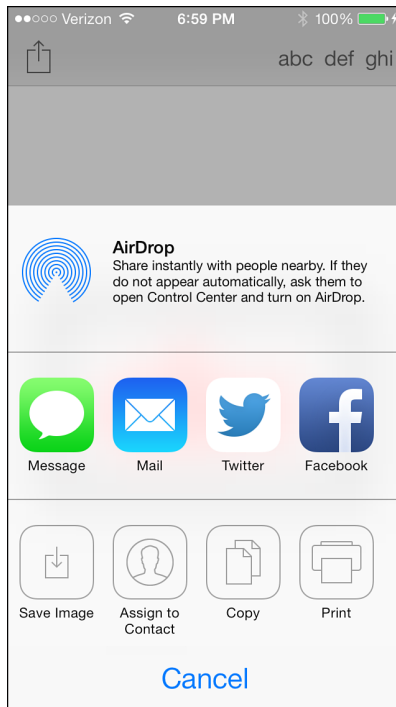 Verizon 6:59 PM 100%
abc def ghi
AirDrop
Share instantly with people nearby. If they
do not appear automatically, ask them to
open Control Center and turn on AirDrop.
Message Mail Twitter Facebook
Save Image Assign to Copy Print
Contact
Cancel